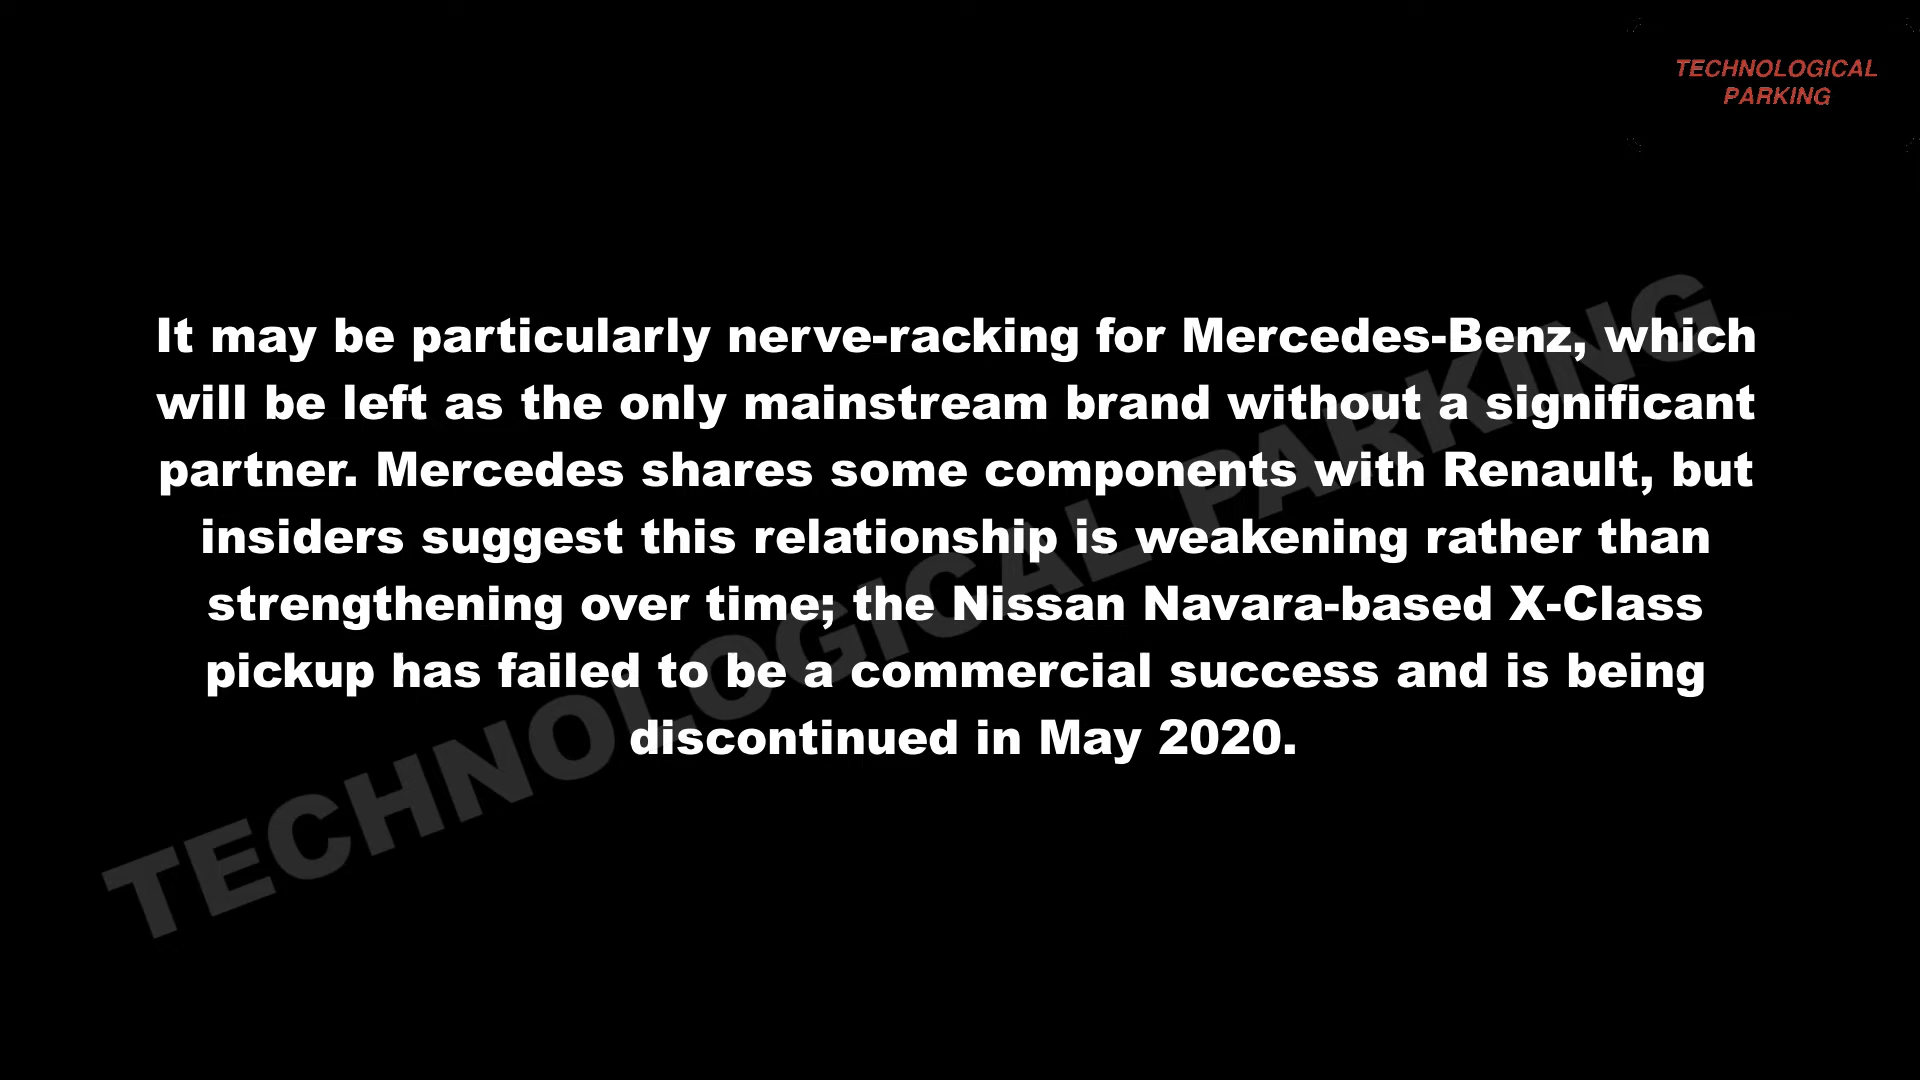 TECHNOLOGICAL
PARKING
It may be particularly nerve-racking for Mercedes-Benz, which
will be left as the only mainstream brand without a significant
partner. Mercedes shares some components with Renault, but
insiders suggest this relationship is weakening rather than
strengthening over time; the Nissan Navara-based X-Class
pickup has failed to be a commercial success and is being
discontinued in May 2020.
TECHNOLOGICAL PARKING